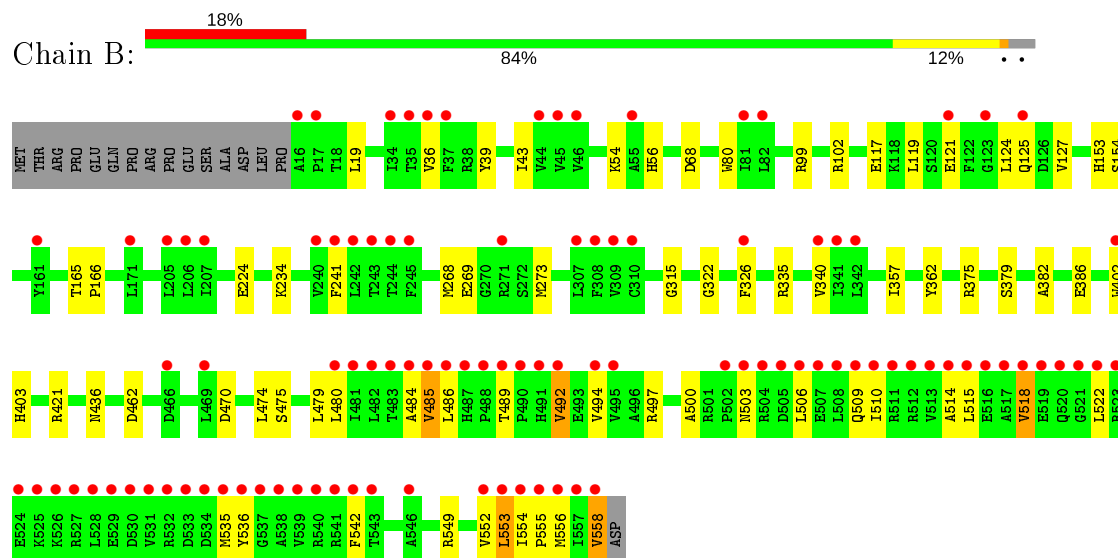 18%
Chain B:
84% 12% • •
MET THR ARG PRO GLU GLN PRO ARG PRO GLU SER ALA ASP LEU PRO A16 P17 T18 L19 I34 T35 V36 F37 R38 Y39 I43 V44 V45 V46 K54 A55 H56 D68 W80 I81 L82 R99 R102 E117 K118 L119 S120 E121 F122 G123 L124 Q125 D126 V127 H153 S154
Y161 T165 P166 L171 L205 L206 I207 E224 K234 V240 F241 L242 T243 T244 F245 M268 E269 G270 R271 S272 M273 L307 F308 V309 C310 G315 G322 F326 R335 V340 I341 L342 I357 Y362 R375 S379 A382 E386 W402
H403 R421 N436 D462 D466 L469 D470 L474 S475 L479 L480 I481 L482 T483 A484 V485 L486 H487 P488 T489 P490 H491 V492 E493 V494 V495 A496 R497 A500 R501 P502 N503 R504 D505 L506 E507 L508 Q509 I510 R511 R512 V513 A514 L515 E516 A517 V518 E519 Q520 G521 L522 R523
E524 K525 K526 R527 L528 E529 D530 V531 R532 D533 D534 M535 Y536 G537 A538 V539 R540 R541 F542 T543 A546 R549 V552 L553 I554 P555 M556 I557 V558 ASP